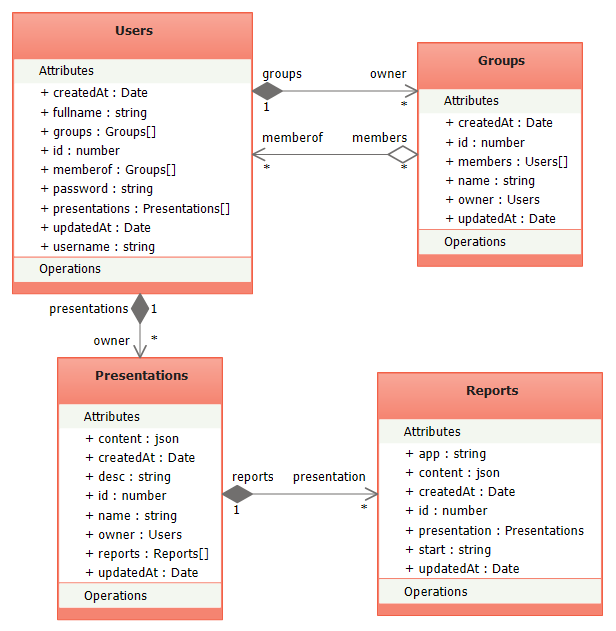 Users
Attributes
+ createdAt : Date
+ fullname : string
+ groups : Groups[]
+ id : number
+ memberof : Groups[]
+ password : string
+ presentations : Presentations[]
+ updatedAt : Date
+ username : string
Operations
groups owner
1 *
memberof members
* *
Groups
Attributes
+ createdAt : Date
+ id : number
+ members : Users[]
+ name : string
+ owner : Users
+ updatedAt : Date
Operations
presentations 1
owner *
Presentations
Attributes
+ content : json
+ createdAt : Date
+ desc : string
+ id : number
+ name : string
+ owner : Users
+ reports : Reports[]
+ updatedAt : Date
Operations
reports presentation
1 *
Reports
Attributes
+ app : string
+ content : json
+ createdAt : Date
+ id : number
+ presentation : Presentations
+ start : string
+ updatedAt : Date
Operations